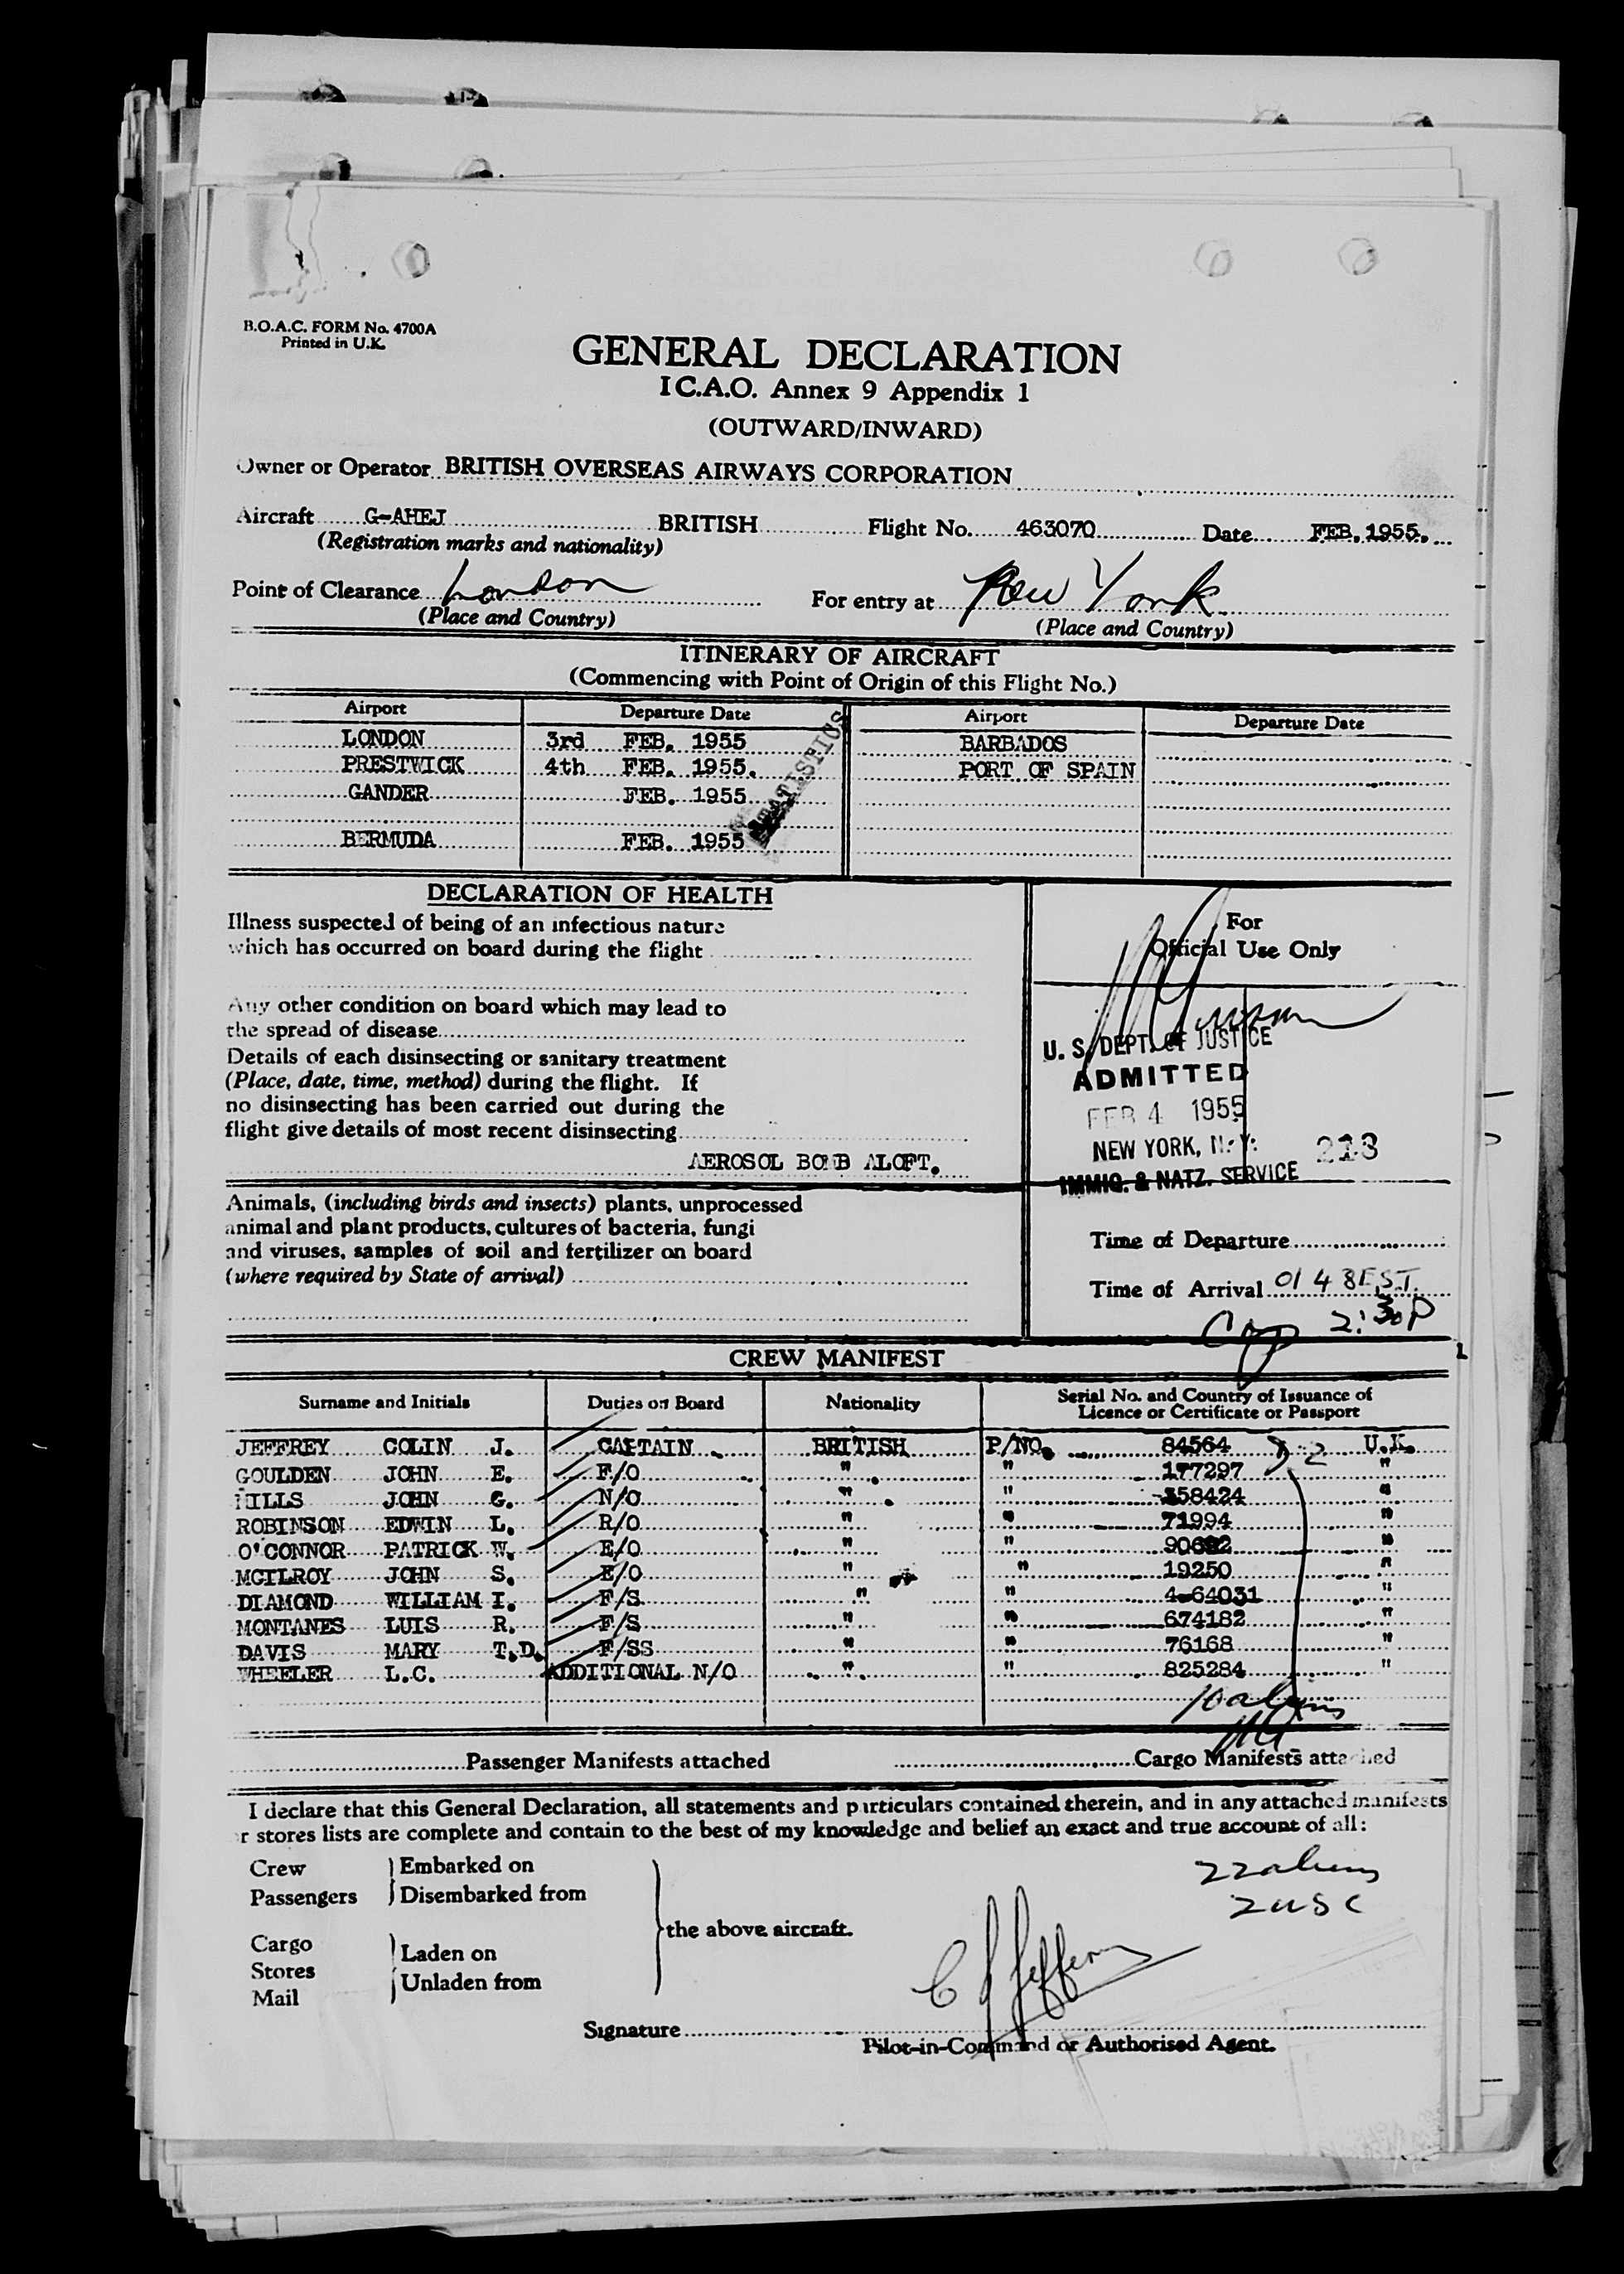 B.O.A.C. FORM No. 4700A
Printed in U.K.
GENERAL DECLARATION
I C.A.O. Annex 9 Appendix 1
(OUTWARD/INWARD)
Owner or Operator BRITISH OVERSEAS AIRWAYS CORPORATION
Aircraft G-AHEJ BRITISH Flight No. 463070 Date FEB. 1955.
(Registration marks and nationality)
Point of Clearance London For entry at New York
(Place and Country) (Place and Country)
ITINERARY OF AIRCRAFT
(Commencing with Point of Origin of this Flight No.)
Airport Departure Date Airport Departure Date
LONDON 3rd FEB. 1955 BARBADOS
PRESTWICK 4th FEB. 1955. PORT OF SPAIN
GANDER FEB. 1955
BERMUDA FEB. 1955
STATISTICS
DECLARATION OF HEALTH
Illness suspected of being of an infectious nature
which has occurred on board during the flight
Any other condition on board which may lead to
the spread of disease
Details of each disinsecting or sanitary treatment
(Place, date, time, method) during the flight. If
no disinsecting has been carried out during the
flight give details of most recent disinsecting
AEROSOL BOMB ALOFT.
Animals, (including birds and insects) plants, unprocessed
animal and plant products, cultures of bacteria, fungi
and viruses, samples of soil and fertilizer on board
(where required by State of arrival)
For
Official Use Only
U. S. DEPT. OF JUSTICE
ADMITTED
FEB 4 1955
NEW YORK, N. Y. 213
IMMIG. & NATZ. SERVICE
Time of Departure
Time of Arrival 0148 EST.
2:30P
CREW MANIFEST 1
Surname and Initials Duties on Board Nationality Serial No. and Country of Issuance of
Licence or Certificate or Passport
JEFFREY COLIN J. CAPTAIN BRITISH P/NO. 84564 U.K.
GOULDEN JOHN E. F/O " " 177297 "
HILLS JOHN G. N/O " " 358424 "
ROBINSON EDWIN L. R/O " " 71994 "
O'CONNOR PATRICK W. E/O " " "
MCILROY JOHN S. E/O " " 19250 "
DIAMOND WILLIAM I. F/S " " 4-64031 "
MONTANES LUIS R. F/S " " 674182 "
DAVIS MARY T.D. F/SS " " 76168 "
WHEELER L.C. ADDITIONAL N/O " " 825284 "
10 aliens
Passenger Manifests attached Cargo Manifests attached
I declare that this General Declaration, all statements and particulars contained therein, and in any attached manifests
or stores lists are complete and contain to the best of my knowledge and belief an exact and true account of all:
Crew Embarked on
Passengers Disembarked from
Cargo Laden on
Stores Unladen from
Mail
the above aircraft.
22 aliens
2 USC
C J Jeffrey
Signature
Pilot-in-Command or Authorised Agent.